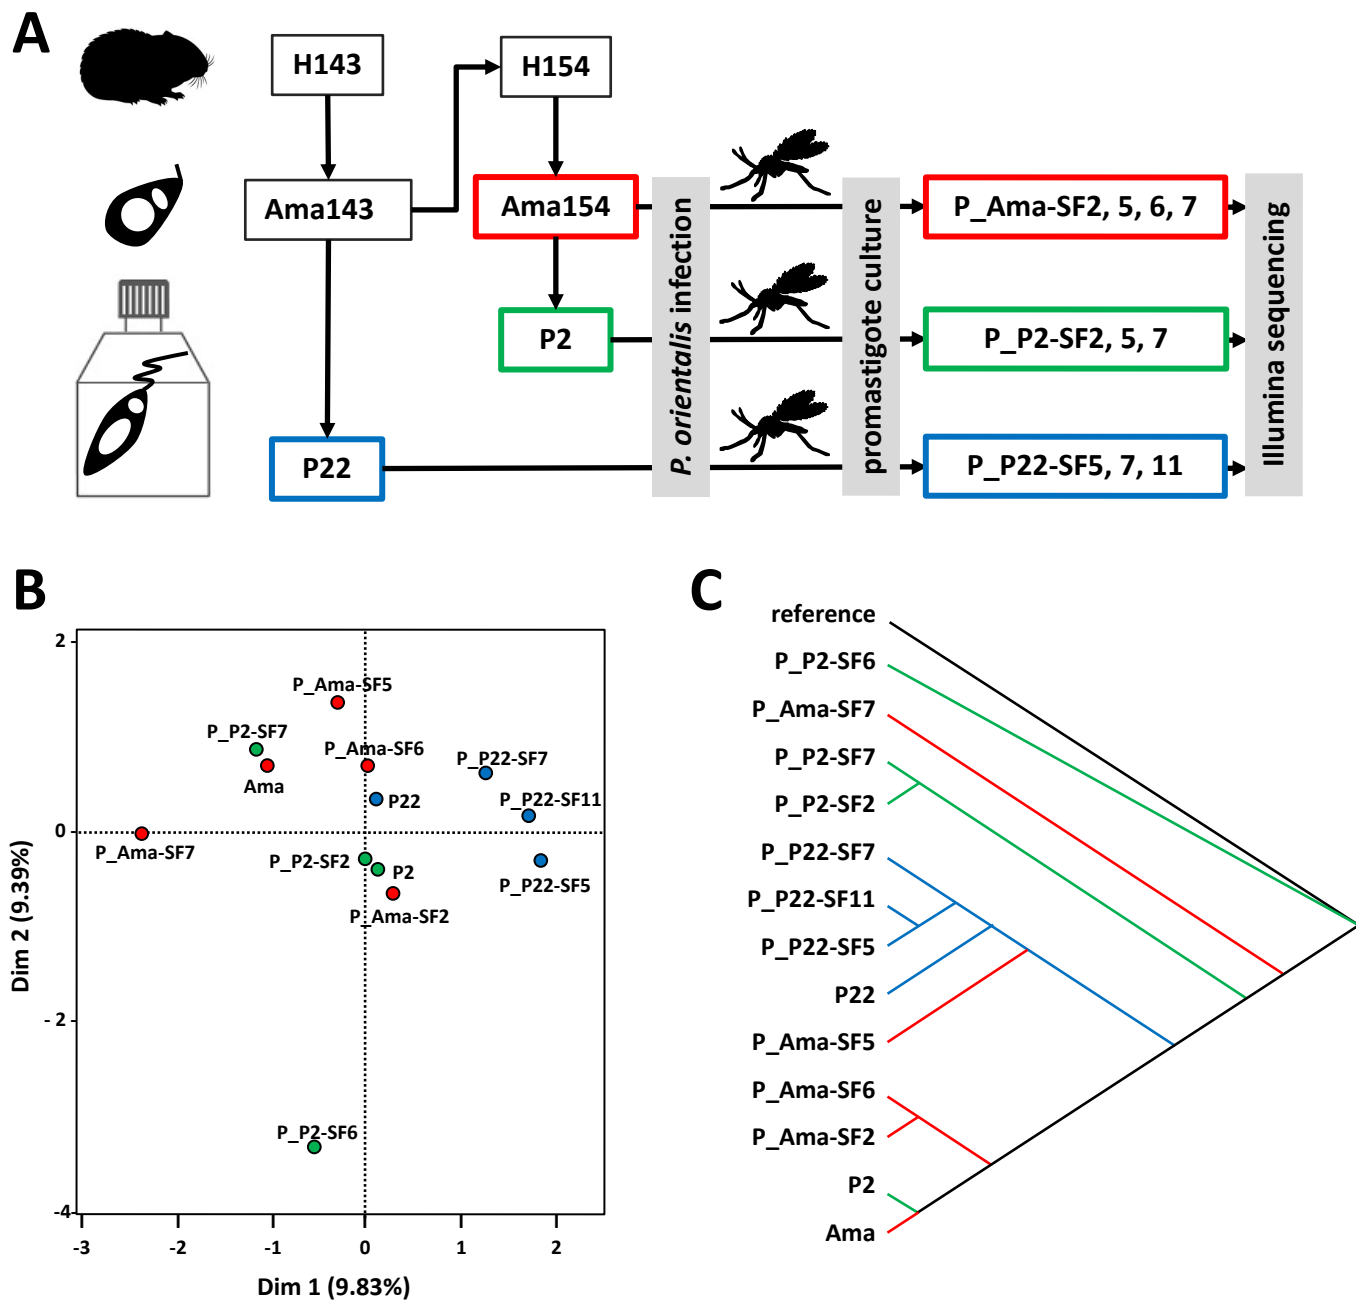 A
H143
H154
Ama143
Ama154
P_Ama-SF2, 5, 6, 7
P2
P_P2-SF2, 5, 7
P22
P_P22-SF5, 7, 11
P. orientalis infection
promastigote culture
Illumina sequencing
B
2
0
- 2
-4
-3
-2
-1
0
1
2
Dim 2 (9.39%)
Dim 1 (9.83%)
P_Ama-SF5
P_P2-SF7
P_Ama-SF6
P_P22-SF7
Ama
P22
P_P22-SF11
P_Ama-SF7
P_P2-SF2
P2
P_P22-SF5
P_Ama-SF2
P_P2-SF6
C
reference
P_P2-SF6
P_Ama-SF7
P_P2-SF7
P_P2-SF2
P_P22-SF7
P_P22-SF11
P_P22-SF5
P22
P_Ama-SF5
P_Ama-SF6
P_Ama-SF2
P2
Ama